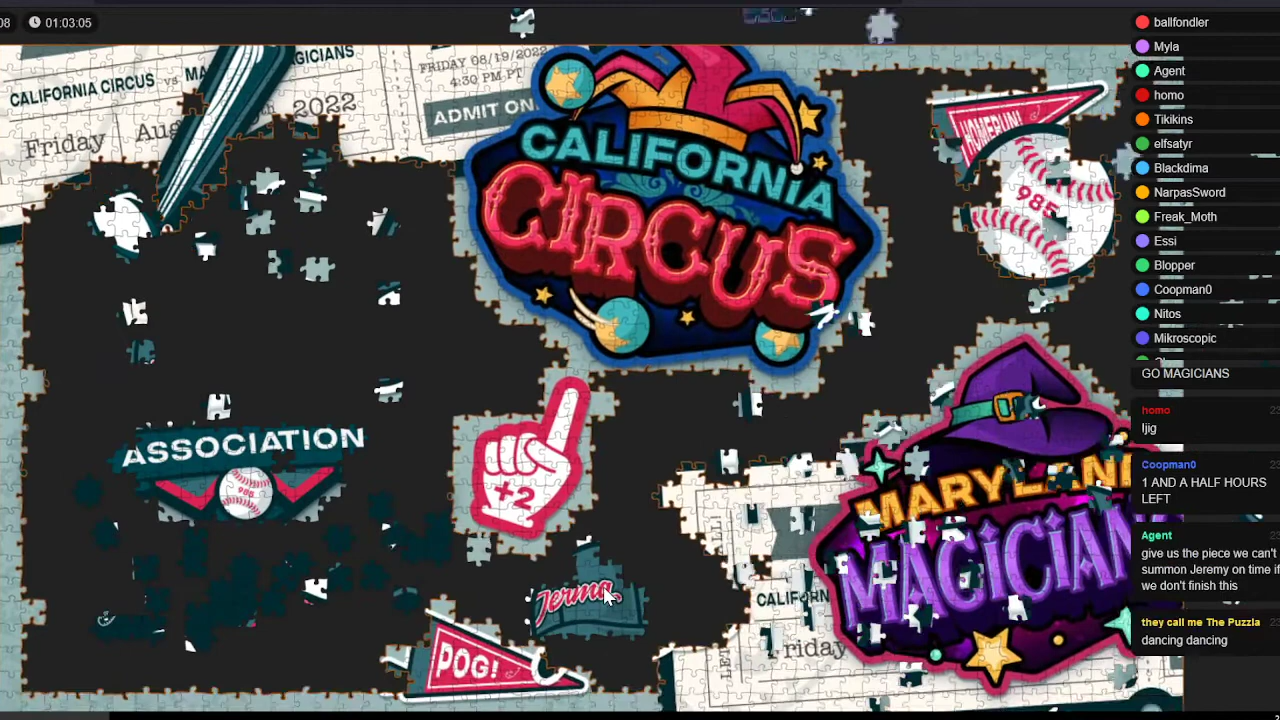 08
01:03:05
CALIFORNIA CIRCUS vs MA
GICIANS
Friday
Aug
2022
FRIDAY 08/19/2022
4:30 PM PT
ADMIT ON
CALIFORNIA
CIRCUS
HOMERUN!
985
ASSOCIATION
985
+2
Jerma
POG!
MARYLAND
MAGICIAN
CALIFORN
Friday
ballfondler
Myla
Agent
homo
Tikikins
elfsatyr
Blackdima
NarpasSword
Freak_Moth
Essi
Blopper
Coopman0
Nitos
Mikroscopic
GO MAGICIANS
homo
ljjg
Coopman0
1 AND A HALF HOURS
LEFT
Agent
give us the piece we can't
summon Jeremy on time if
we don't finish this
they call me The Puzzla
dancing dancing